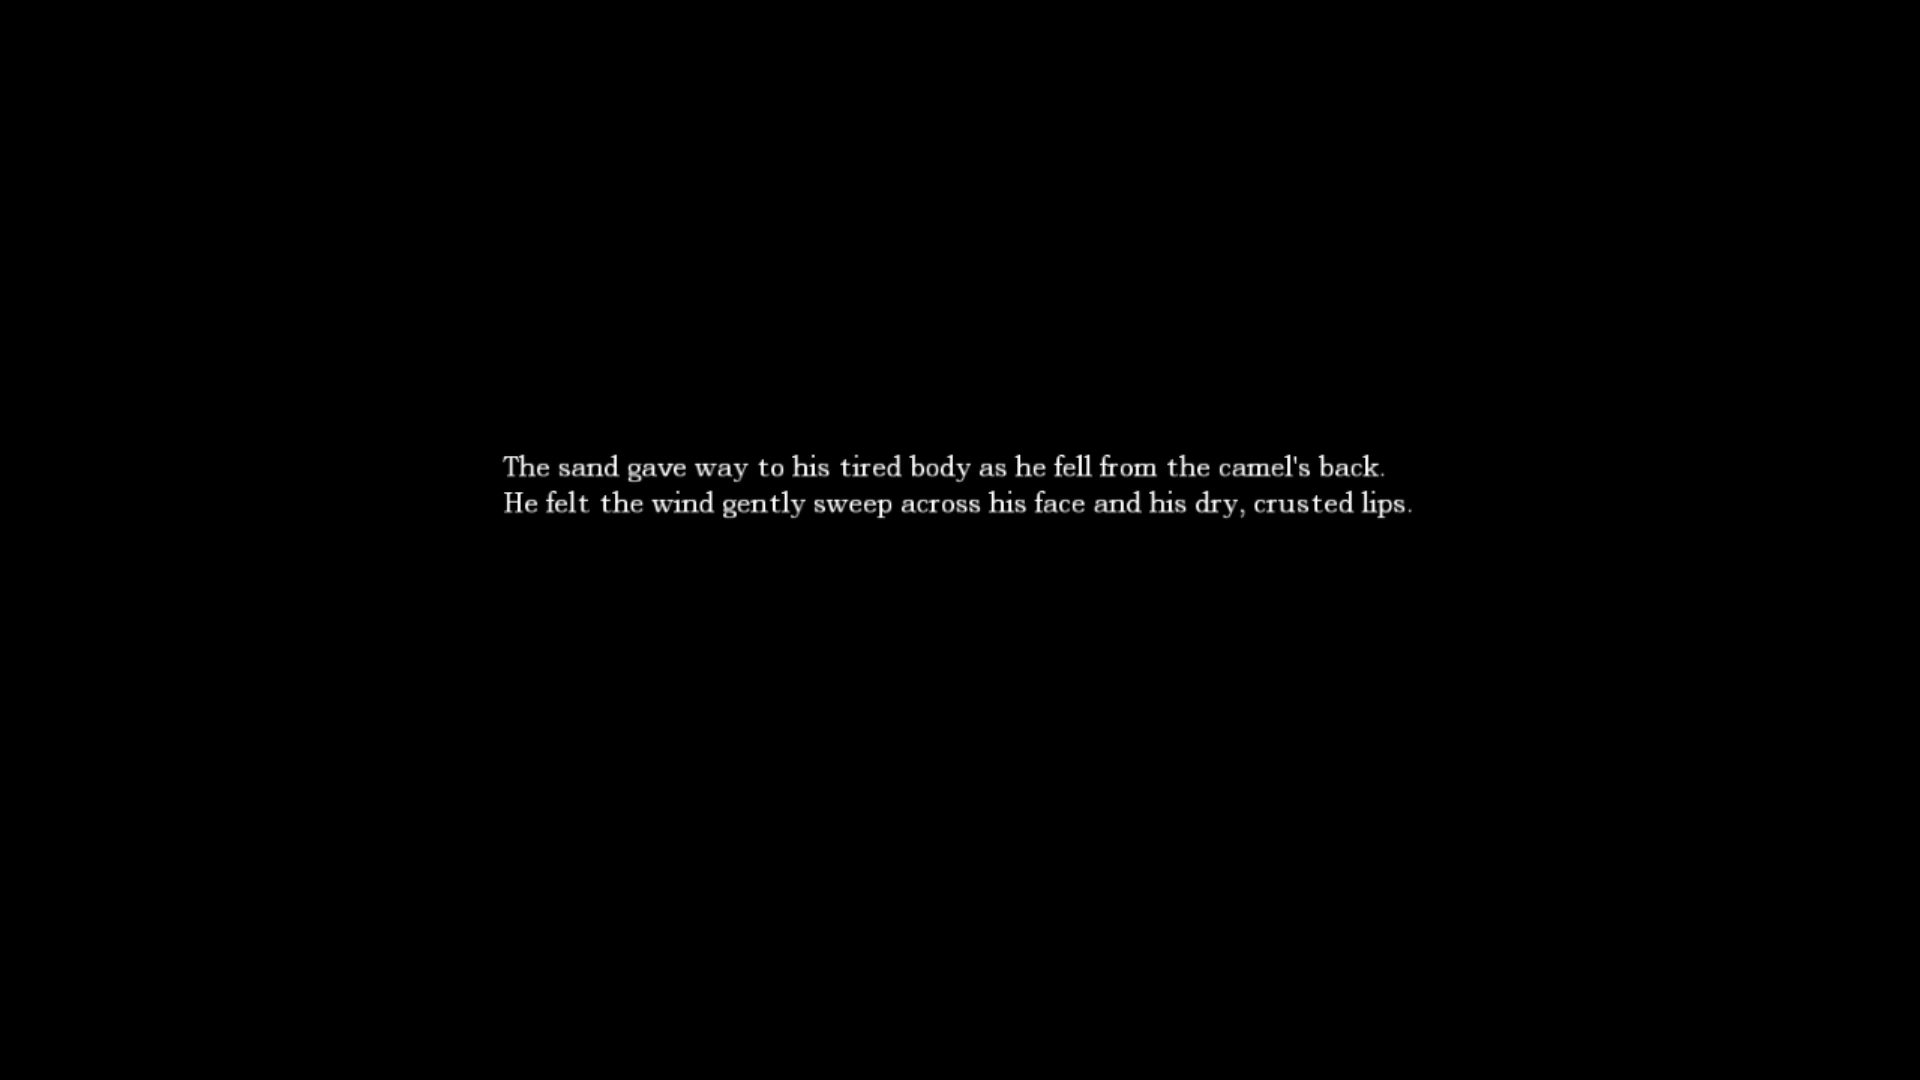 The sand gave way to his tired body as he fell from the camel's back.
He felt the wind gently sweep across his face and his dry, crusted lips.